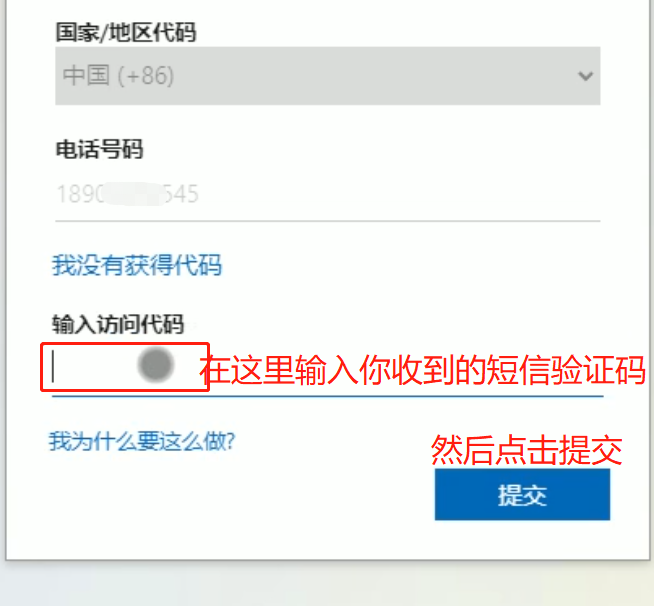 国家/地区代码
中国 (+86)
电话号码
1890 545
我没有获得代码
输入访问代码
在这里输入你收到的短信验证码
我为什么要这么做?
然后点击提交
提交